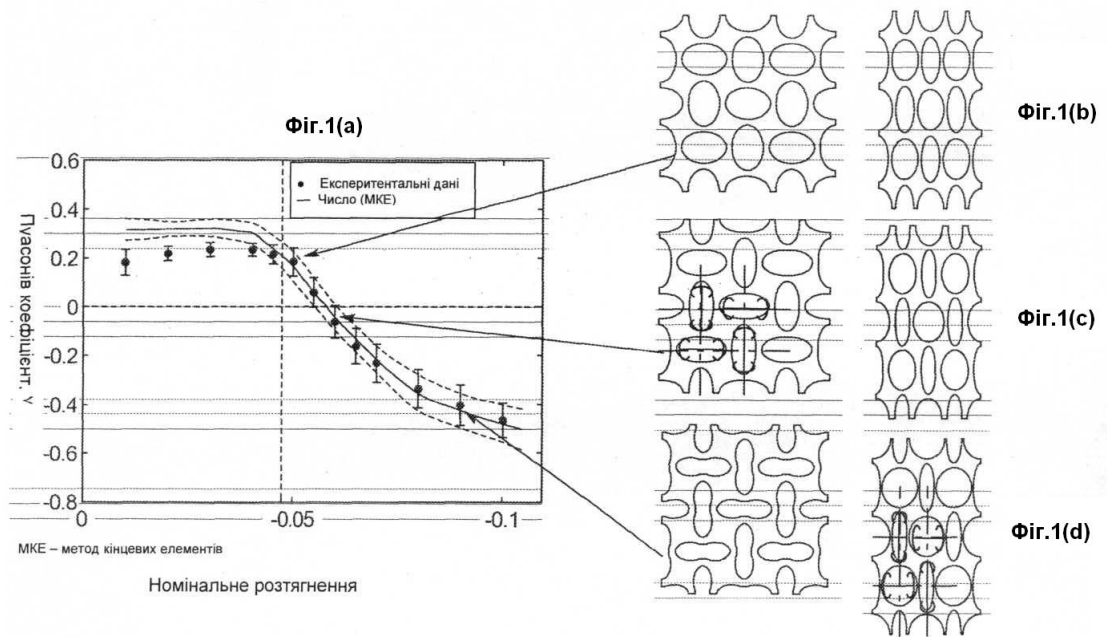 Фіг.1(a)
Фіг.1(b)
Фіг.1(c)
Фіг.1(d)
Експеритентальні дані
Число (МКЕ)
Пуасонів коефіцієнт. ν
0.6
0.4
0.2
0
-0.2
-0.4
-0.6
-0.8
0
-0.05
-0.1
МКЕ – метод кінцевих елементів
Номінальне розтягнення